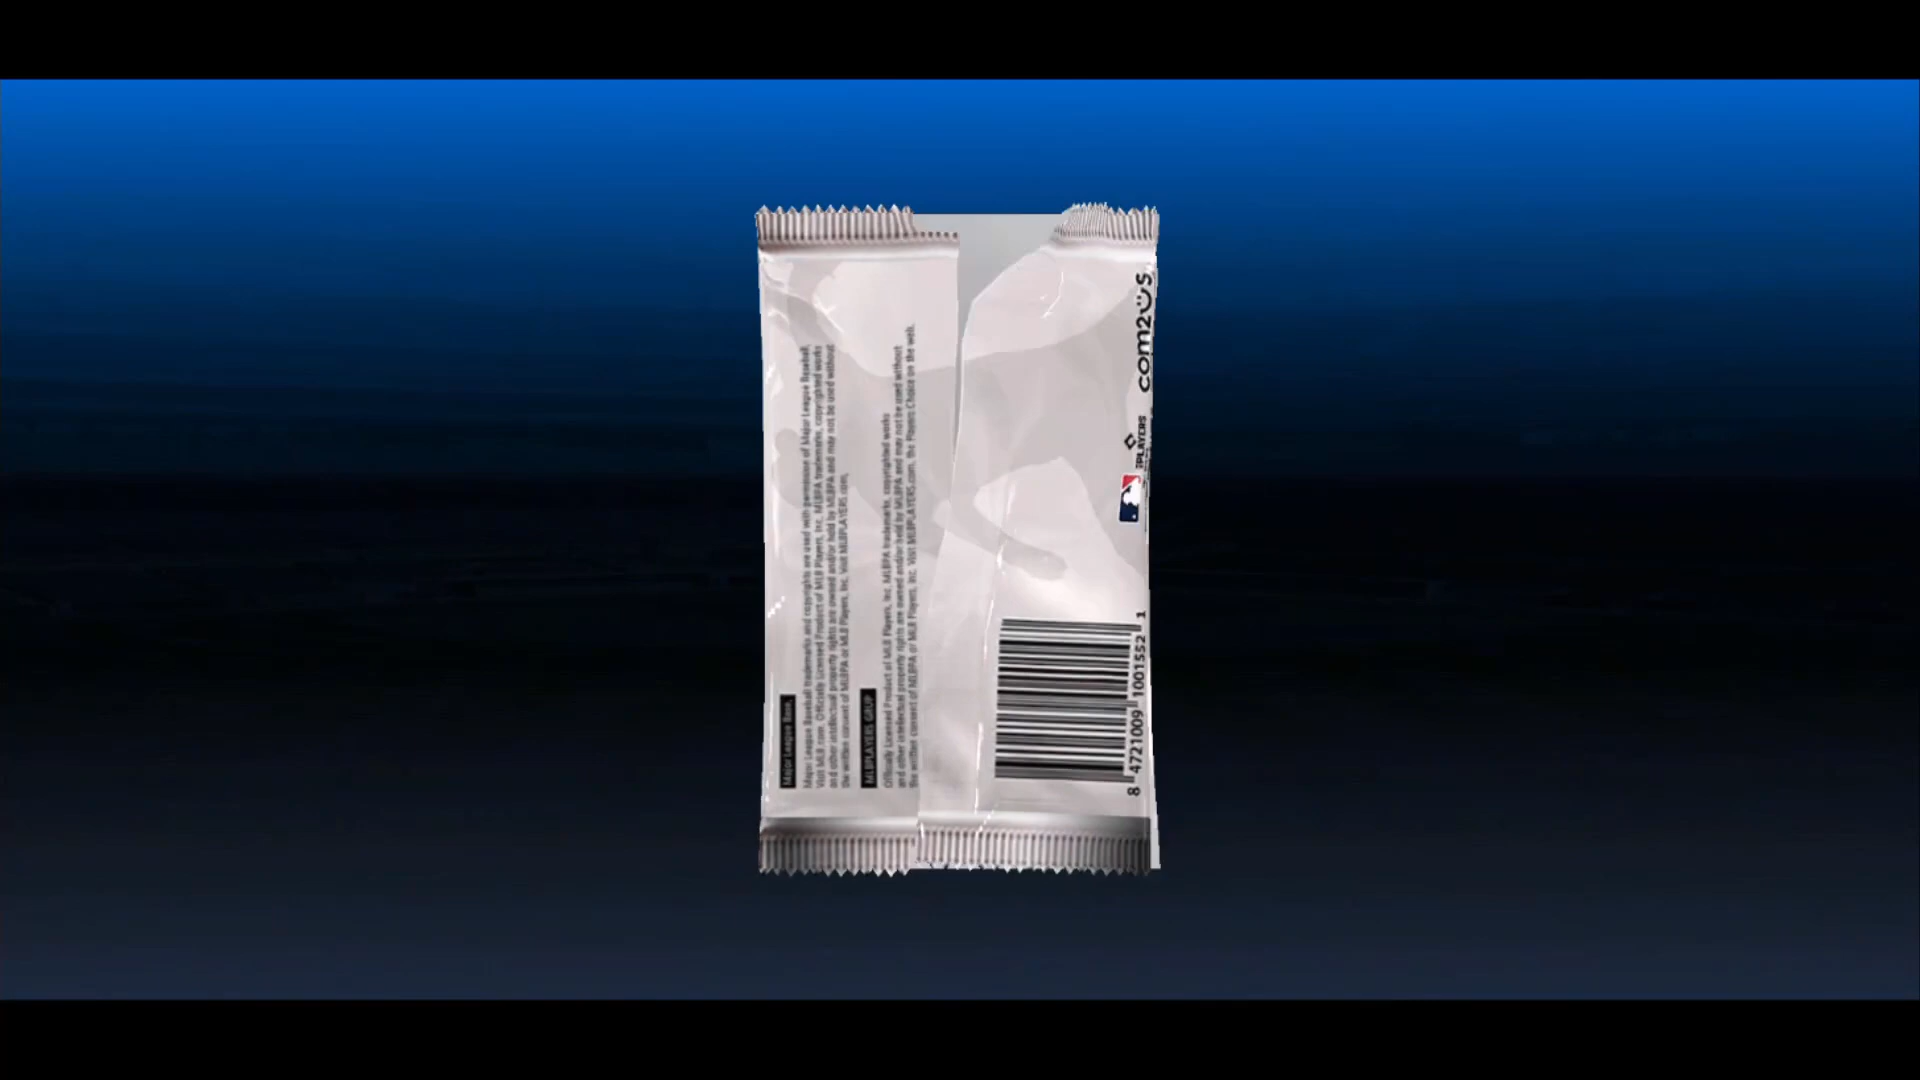 Major League Base,
Major League Baseball trademarks and copyrights are used with permission of Major League Baseball.
Visit MLB.com. Officially Licensed Product of MLB Players, Inc. MLBPA trademarks, copyrighted works
and other intellectual property rights are owned and/or held by MLBPA and may not be used without
the written consent of MLBPA or MLB Players, Inc. Visit MLBPLAYERS.com,
MLBPLAYERS GRUP
Officially Licensed Product of MLB Players, Inc. MLBPA trademarks, copyrighted works
and other intellectual property rights are owned and/or held by MLBPA and may not be used without
the written consent of MLBPA or MLB Players, Inc. Visit MLBPLAYERS.com, the Players Choice on the web.
PLAYERS
com2us
8 4721009 1001552 1